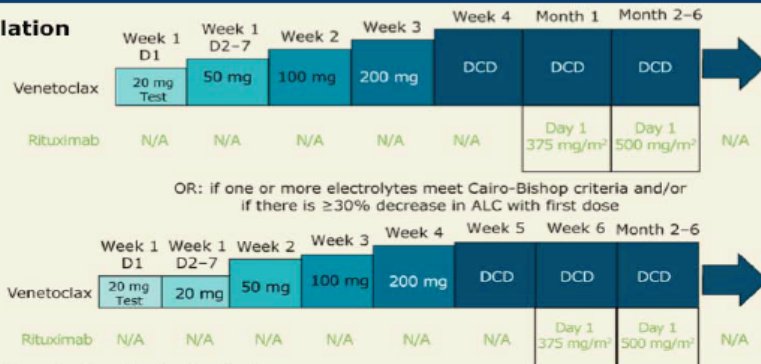 lation
Week 1 D1
Week 1 D2–7
Week 2
Week 3
Week 4
Month 1
Month 2–6
Venetoclax
20 mg Test
50 mg
100 mg
200 mg
DCD
DCD
DCD
Rituximab
N/A
N/A
N/A
N/A
N/A
Day 1 375 mg/m²
Day 1 500 mg/m²
N/A
OR: if one or more electrolytes meet Cairo-Bishop criteria and/or
if there is ≥30% decrease in ALC with first dose
Week 1 D1
Week 1 D2–7
Week 2
Week 3
Week 4
Week 5
Week 6
Month 2–6
Venetoclax
20 mg Test
20 mg
50 mg
100 mg
200 mg
DCD
DCD
DCD
Rituximab
N/A
N/A
N/A
N/A
N/A
N/A
Day 1 375 mg/m²
Day 1 500 mg/m²
N/A